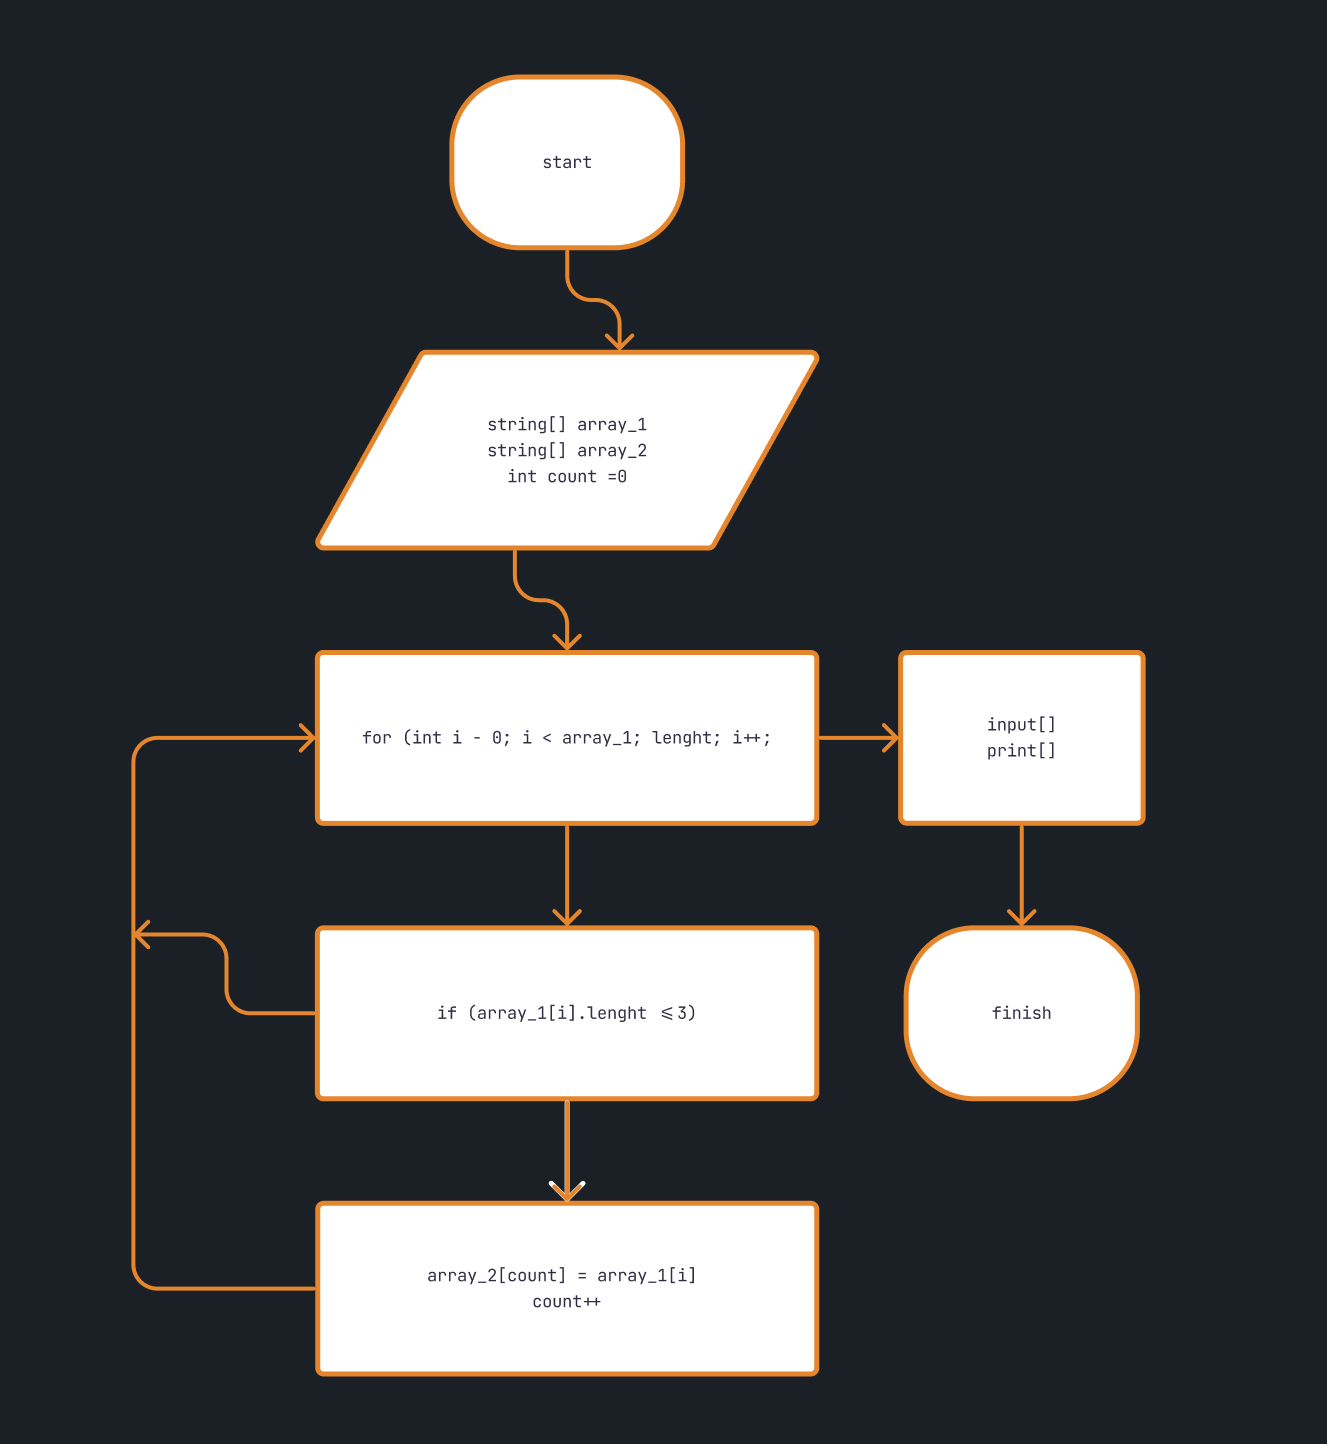 start
string[] array_1
string[] array_2
int count =0
for (int i - 0; i < array_1; lenght; i++;
input[]
print[]
if (array_1[i].lenght <=3)
finish
array_2[count] = array_1[i]
count++